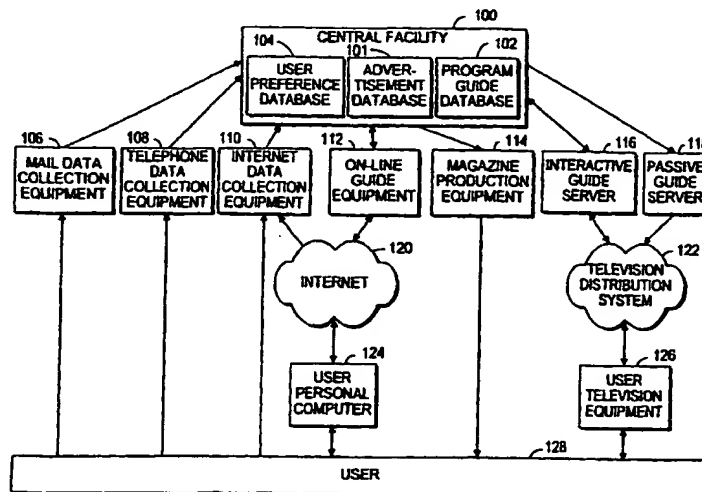 100
CENTRAL FACILITY
104
101
102
USER
PREFERENCE
DATABASE
ADVER-
TISEMENT
DATABASE
PROGRAM
GUIDE
DATABASE
106
108
110
112
114
116
118
MAIL DATA
COLLECTION
EQUIPMENT
TELEPHONE
DATA
COLLECTION
EQUIPMENT
INTERNET
DATA
COLLECTION
EQUIPMENT
ON-LINE
GUIDE
EQUIPMENT
MAGAZINE
PRODUCTION
EQUIPMENT
INTERACTIVE
GUIDE
SERVER
PASSIVE
GUIDE
SERVER
120
INTERNET
122
TELEVISION
DISTRIBUTION
SYSTEM
124
USER
PERSONAL
COMPUTER
126
USER
TELEVISION
EQUIPMENT
128
USER